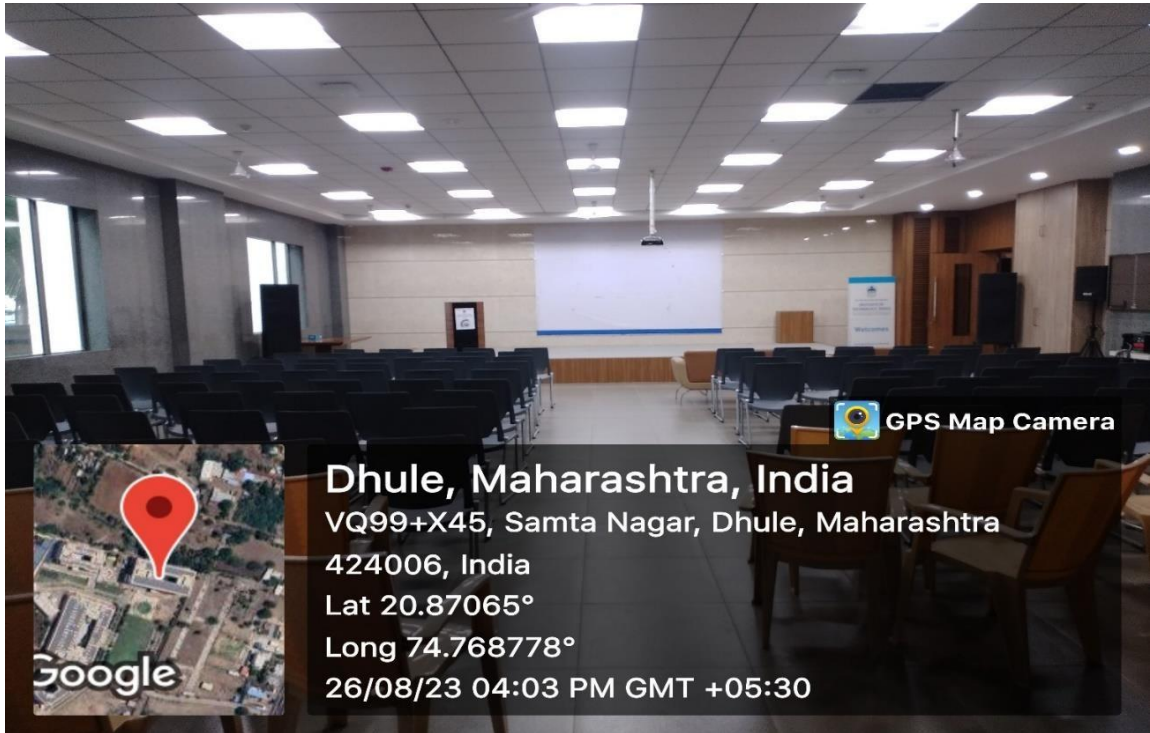 Welcomes
GPS Map Camera
Dhule, Maharashtra, India
VQ99+X45, Samta Nagar, Dhule, Maharashtra
424006, India
Lat 20.87065°
Long 74.768778°
26/08/23 04:03 PM GMT +05:30
Google